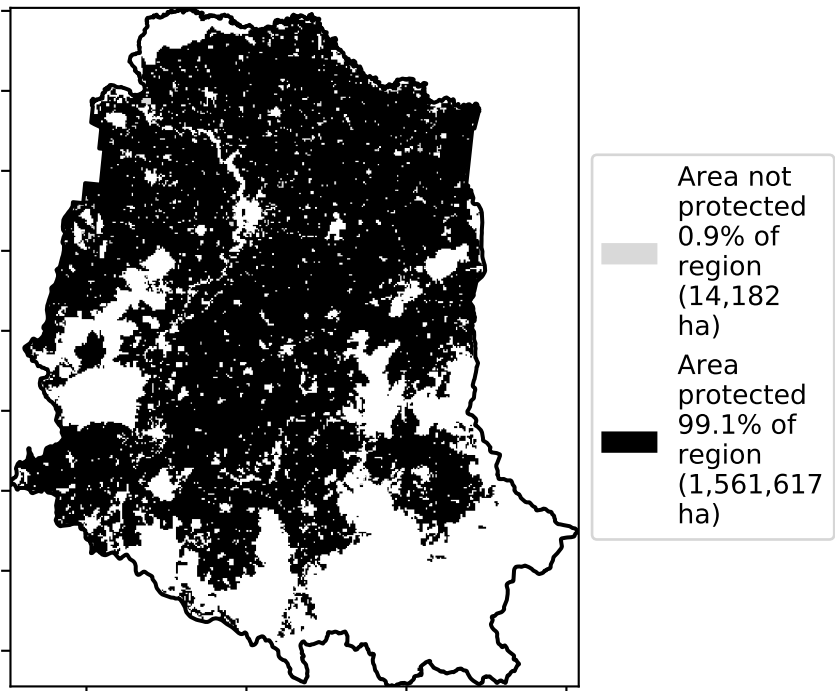 Area not
protected
0.9% of
region
(14,182
ha)
Area
protected
99.1% of
region
(1,561,617
ha)